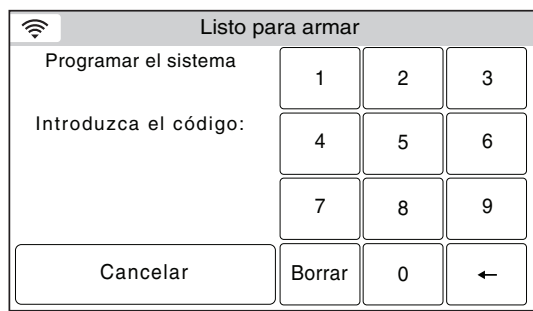 Listo para armar
Programar el sistema
Introduzca el código:
1 2 3
4 5 6
7 8 9
Cancelar Borrar 0 ←